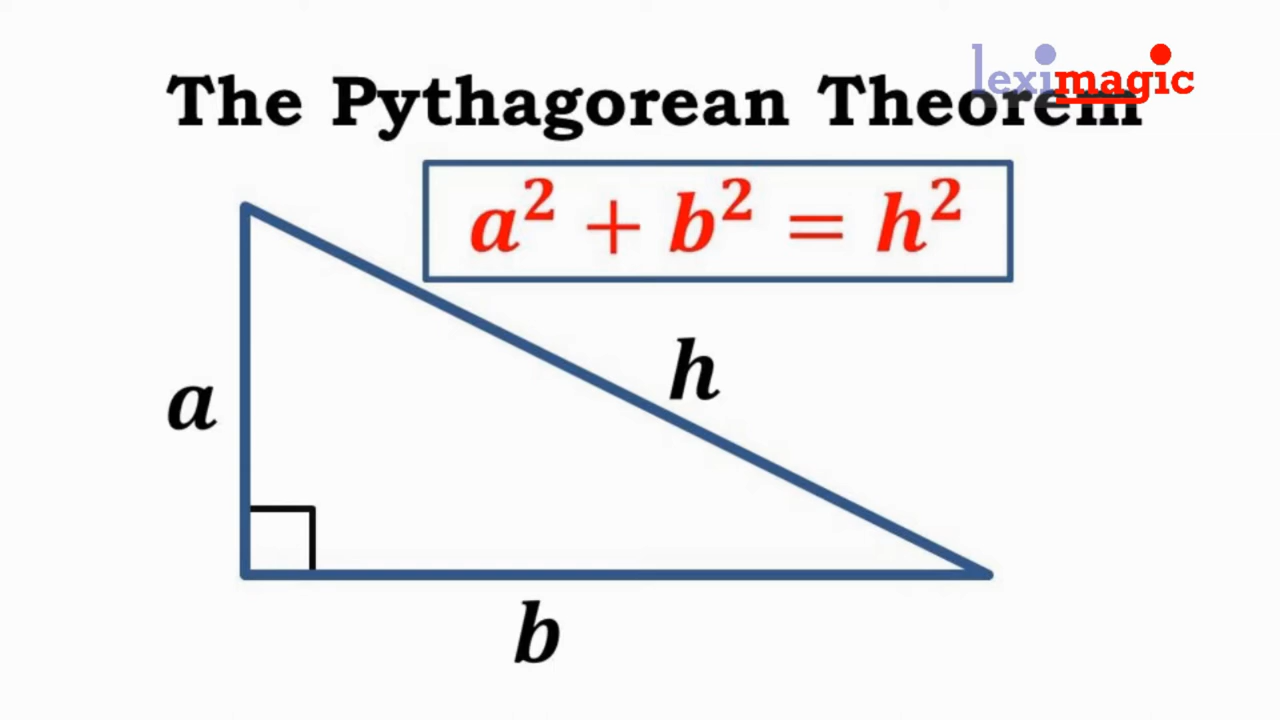 leximagic
The Pythagorean Theorem
a² + b² = h²
h
a
b